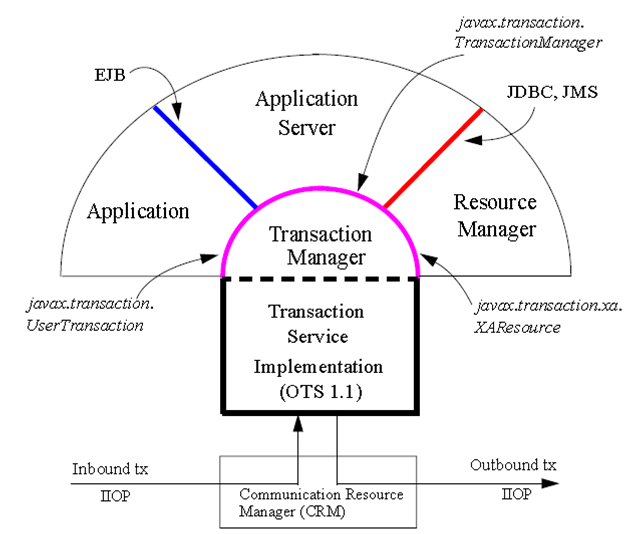 javax.transaction.
TransactionManager
EJB
JDBC, JMS
Application
Server
Application
Resource
Manager
Transaction
Manager
javax.transaction.
UserTransaction
javax.transaction.xa.
XAResource
Transaction
Service
Implementation
(OTS 1.1)
Inbound tx
IIOP
Outbound tx
IIOP
Communication Resource
Manager (CRM)